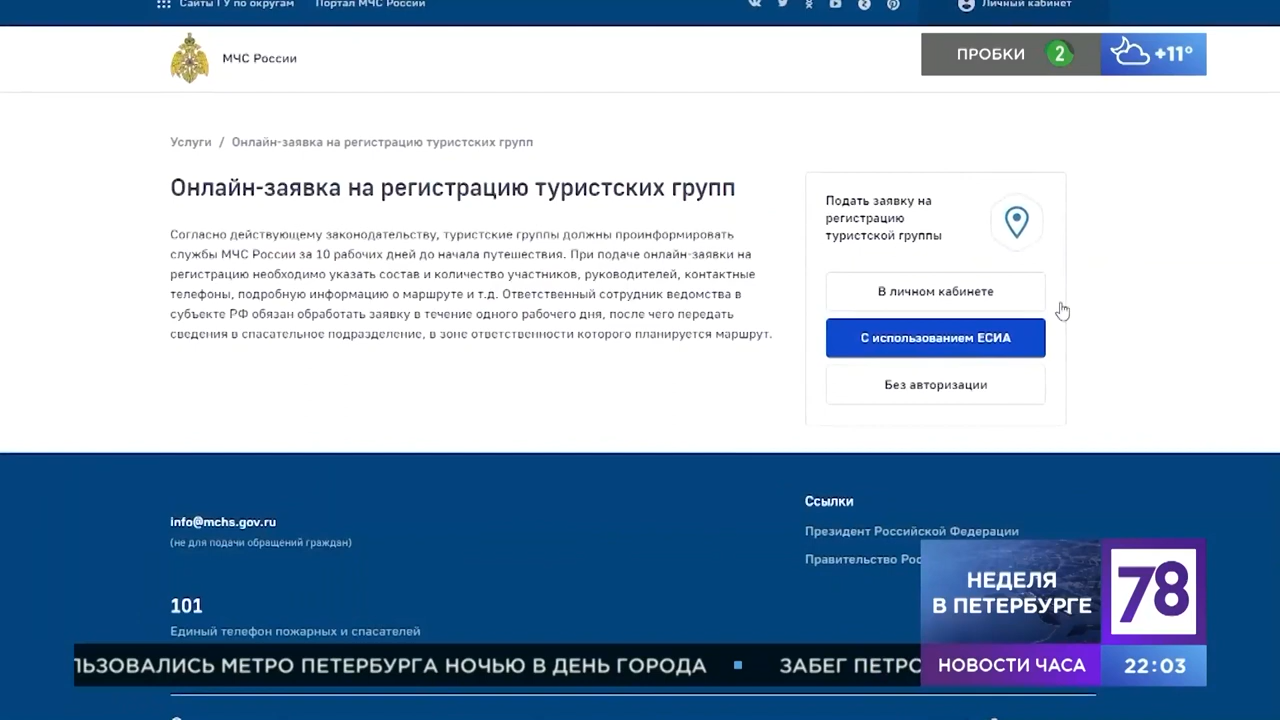 Сайты ГУ по округам
Портал МЧС России
Личный кабинет
МЧС России
ПРОБКИ 2
+11°
Услуги / Онлайн-заявка на регистрацию туристских групп
Онлайн-заявка на регистрацию туристских групп
Согласно действующему законодательству, туристские группы должны проинформировать
службы МЧС России за 10 рабочих дней до начала путешествия. При подаче онлайн-заявки на
регистрацию необходимо указать состав и количество участников, руководителей, контактные
телефоны, подробную информацию о маршруте и т.д. Ответственный сотрудник ведомства в
субъекте РФ обязан обработать заявку в течение одного рабочего дня, после чего передать
сведения в спасательное подразделение, в зоне ответственности которого планируется маршрут.
Подать заявку на
регистрацию
туристской группы
В личном кабинете
С использованием ЕСИА
Без авторизации
info@mchs.gov.ru
(не для подачи обращений граждан)
101
Единый телефон пожарных и спасателей
Ссылки
Президент Российской Федерации
Правительство Рос
НЕДЕЛЯ
В ПЕТЕРБУРГЕ
78
ЛЬЗОВАЛИСЬ МЕТРО ПЕТЕРБУРГА НОЧЬЮ В ДЕНЬ ГОРОДА ▪ ЗАБЕГ ПЕТРО
НОВОСТИ ЧАСА
22:03